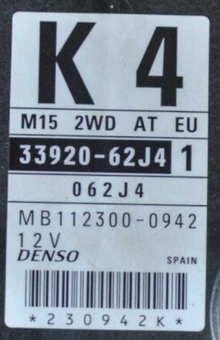 K 4
M15 2WD AT EU
33920-62J4 1
062J4
MB112300-0942
12V
DENSO SPAIN
*230942K*